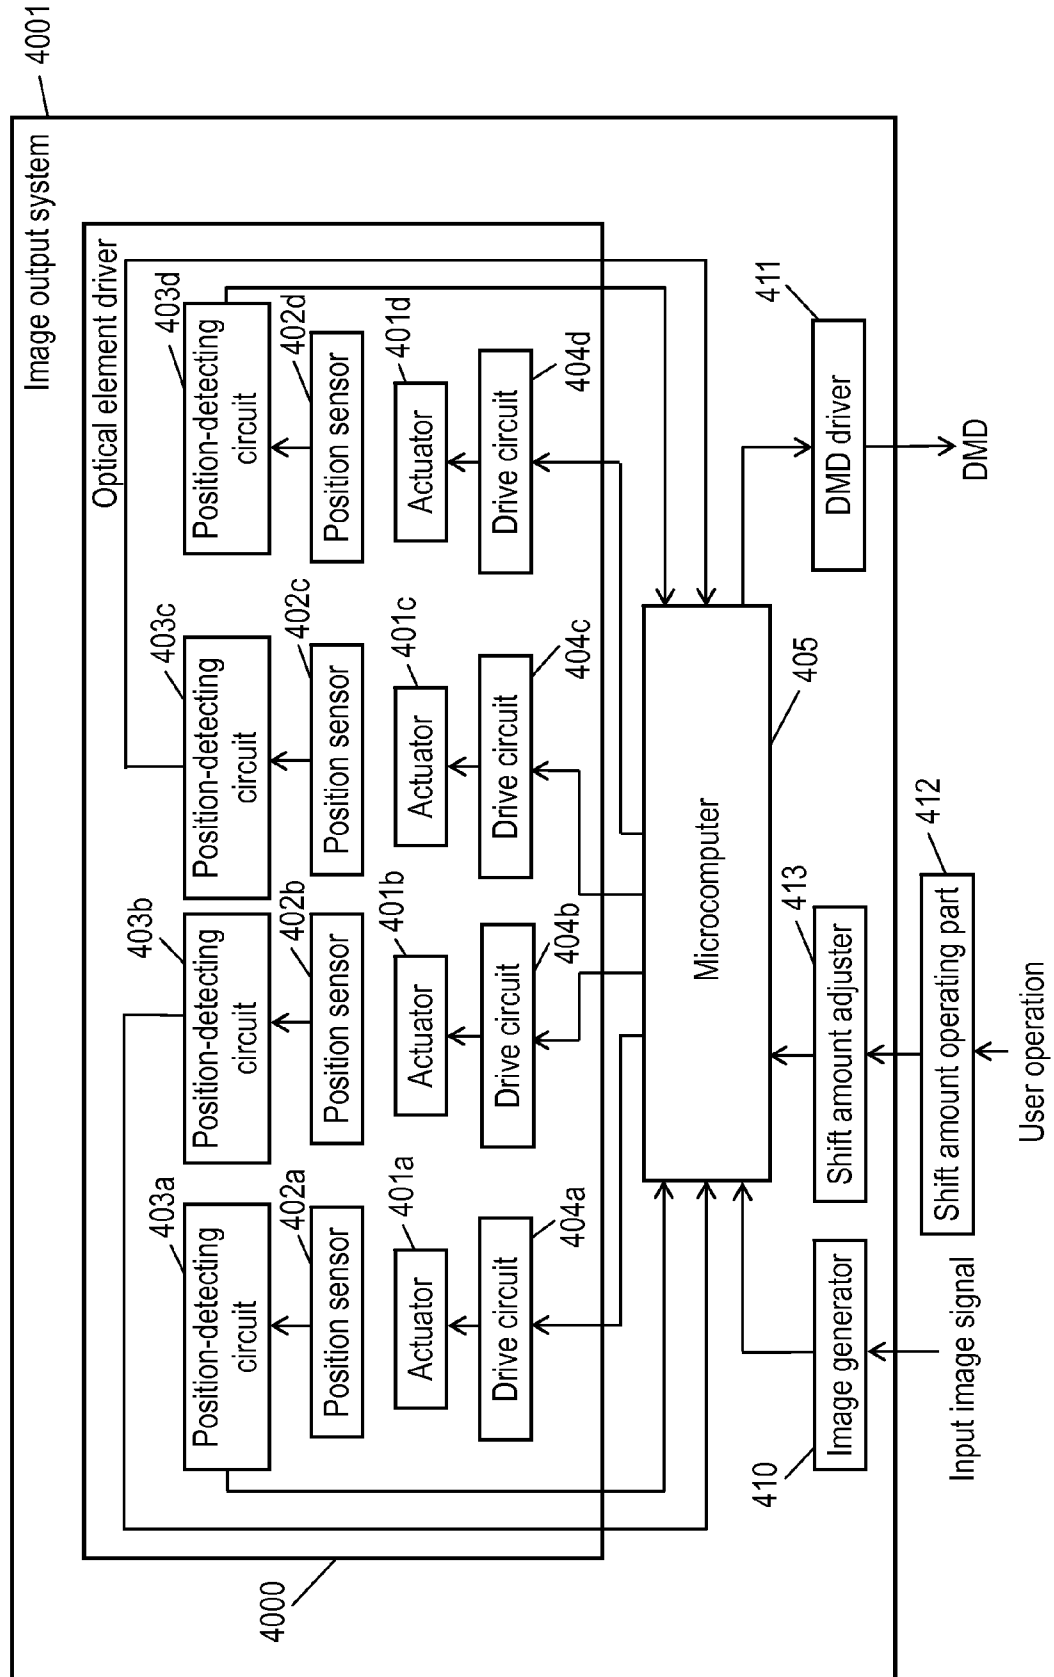 4001
Image output system
Optical element driver
4000
403a
403b
403c
403d
Position-detecting
circuit
Position-detecting
circuit
Position-detecting
circuit
Position-detecting
circuit
402a
402b
402c
402d
Position sensor
Position sensor
Position sensor
Position sensor
401a
401b
401c
401d
Actuator
Actuator
Actuator
Actuator
404a
404b
404c
404d
Drive circuit
Drive circuit
Drive circuit
Drive circuit
Microcomputer
405
410
413
411
Image generator
Shift amount adjuster
DMD driver
412
Shift amount operating part
Input image signal
User operation
DMD